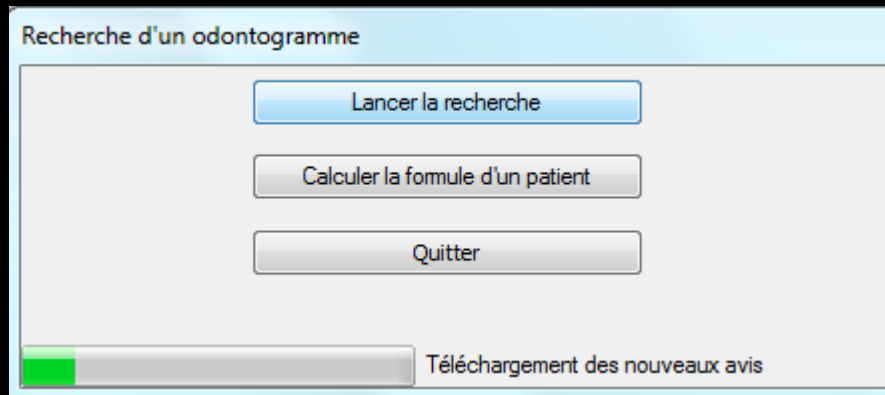 Recherche d'un odontogramme
Lancer la recherche
Calculer la formule d'un patient
Quitter
Téléchargement des nouveaux avis